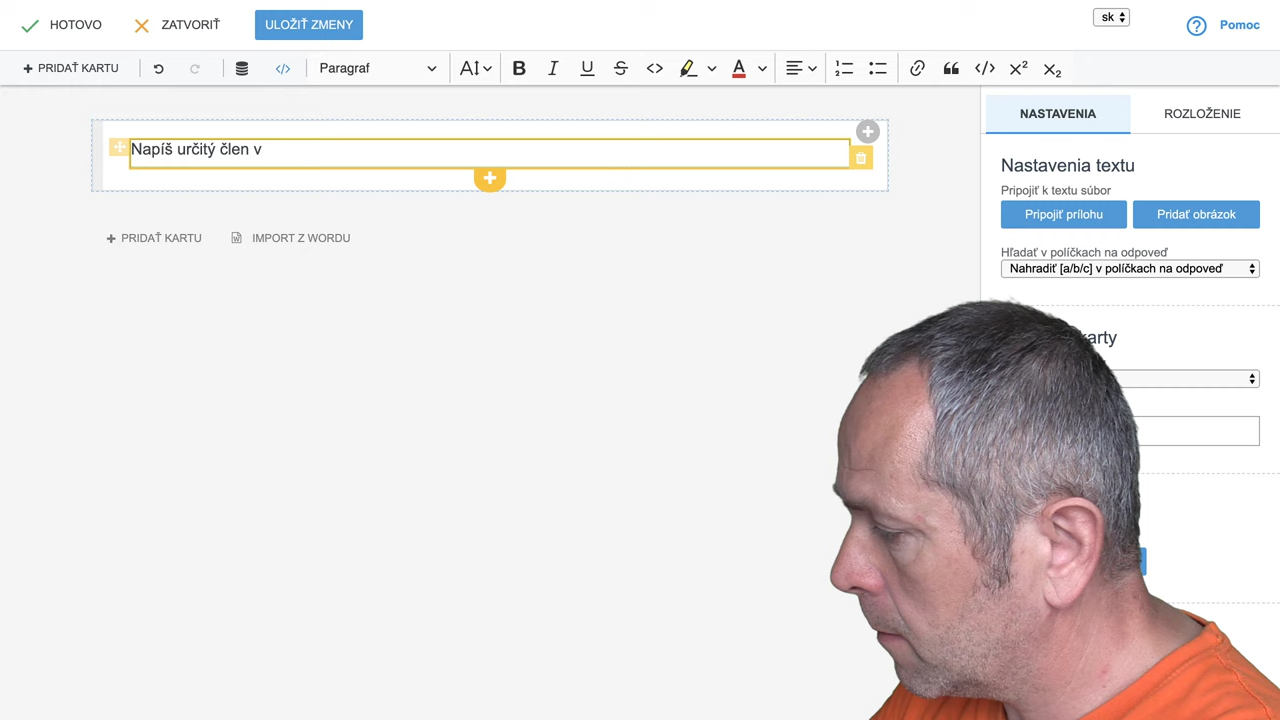 HOTOVO
ZATVORIŤ
ULOŽIŤ ZMENY
sk
Pomoc
PRIDAŤ KARTU
Paragraf
NASTAVENIA
ROZLOŽENIE
Napíš určitý člen v
PRIDAŤ KARTU
IMPORT Z WORDU
Nastavenia textu
Pripojiť k textu súbor
Pripojiť prílohu
Pridať obrázok
Hľadať v políčkach na odpoveď
Nahradiť [a/b/c] v políčkach na odpoveď